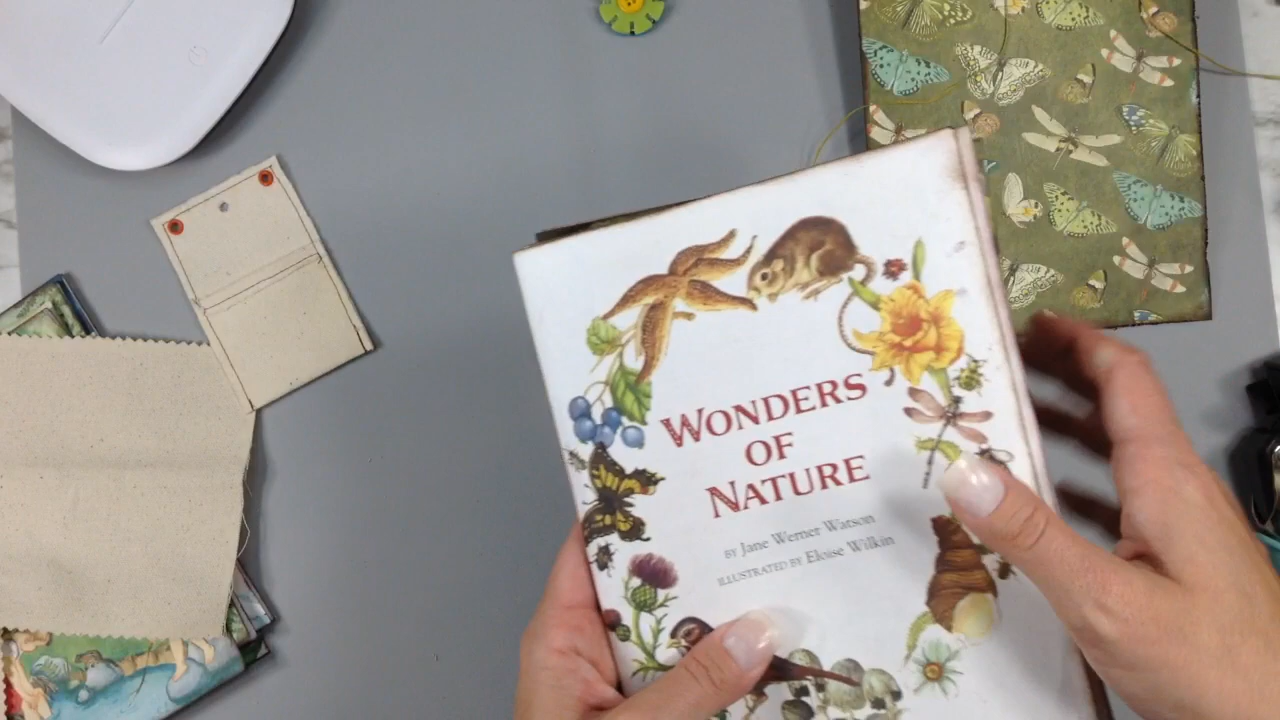 WONDERS
OF
NATURE
BY Jane Werner Watson
ILLUSTRATED BY Eloise Wilkin